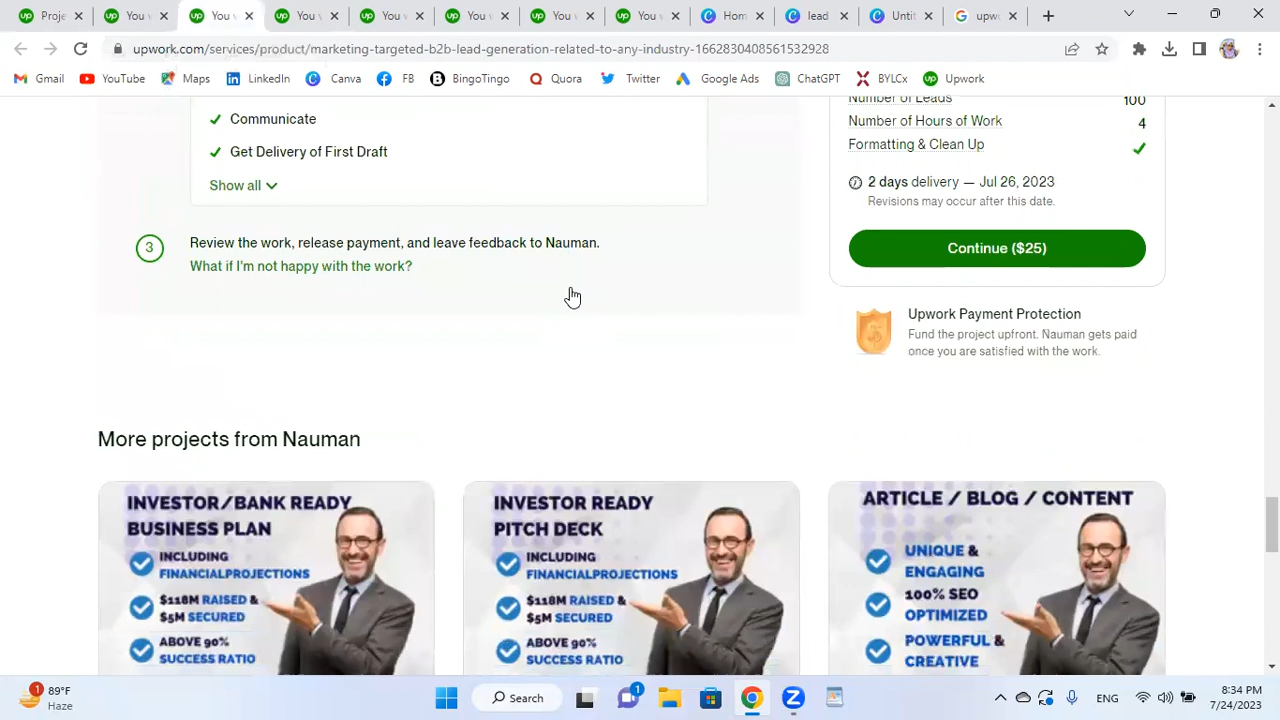 Proje
You v
You v
You v
You v
You v
You v
You v
Hom
lead
Untit
upwo
upwork.com/services/product/marketing-targeted-b2b-lead-generation-related-to-any-industry-1662830408561532928
Gmail
YouTube
Maps
LinkedIn
Canva
FB
BingoTingo
Quora
Twitter
Google Ads
ChatGPT
BYLCx
Upwork
Communicate
Get Delivery of First Draft
Show all
3
Review the work, release payment, and leave feedback to Nauman.
What if I'm not happy with the work?
Number of Leads 100
Number of Hours of Work 4
Formatting & Clean Up
2 days delivery — Jul 26, 2023
Revisions may occur after this date.
Continue ($25)
Upwork Payment Protection
Fund the project upfront. Nauman gets paid
once you are satisfied with the work.
More projects from Nauman
INVESTOR/BANK READY
BUSINESS PLAN
INCLUDING
FINANCIALPROJECTIONS
$118M RAISED &
$5M SECURED
ABOVE 90%
SUCCESS RATIO
INVESTOR READY
PITCH DECK
INCLUDING
FINANCIALPROJECTIONS
$118M RAISED &
$5M SECURED
ABOVE 90%
SUCCESS RATIO
ARTICLE / BLOG / CONTENT
UNIQUE &
ENGAGING
100% SEO
OPTIMIZED
POWERFUL &
CREATIVE
1
89°F
Haze
Search
1
ENG
8:34 PM
7/24/2023